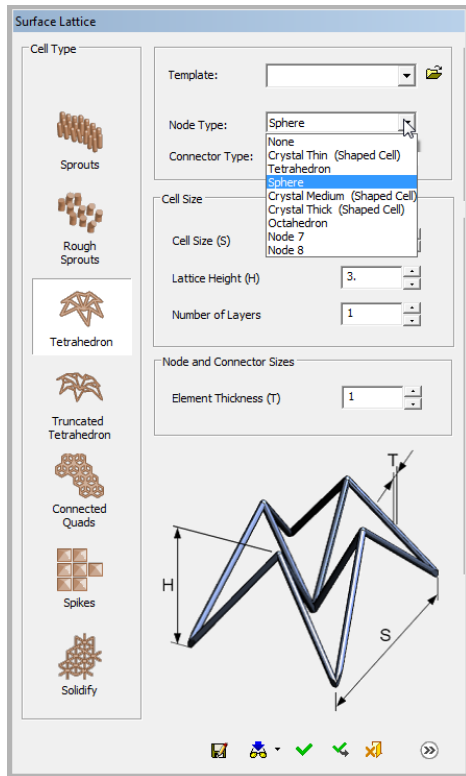 Surface Lattice
Cell Type
Sprouts
Rough
Sprouts
Tetrahedron
Truncated
Tetrahedron
Connected
Quads
Spikes
Solidify
Template:
Node Type:
Sphere
Connector Type:
None
Crystal Thin (Shaped Cell)
Tetrahedron
Sphere
Crystal Medium (Shaped Cell)
Crystal Thick (Shaped Cell)
Octahedron
Node 7
Node 8
Cell Size
Cell Size (S)
Lattice Height (H)
3.
Number of Layers
1
Node and Connector Sizes
Element Thickness (T)
1
T
H
S